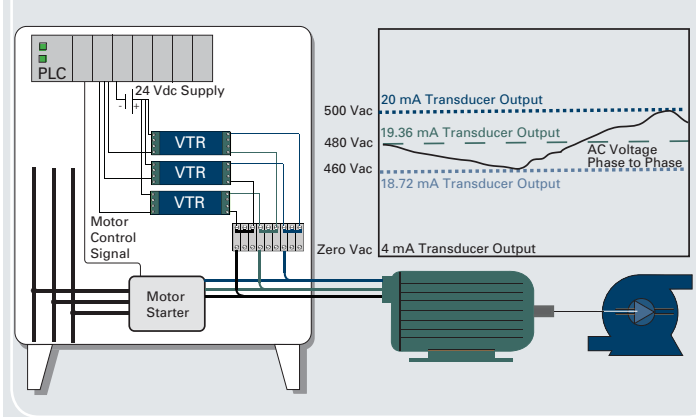 PLC
24 Vdc Supply
- +
VTR
VTR
VTR
Motor
Control
Signal
Motor
Starter
500 Vac
20 mA Transducer Output
480 Vac
19.36 mA Transducer Output
AC Voltage
Phase to Phase
460 Vac
18.72 mA Transducer Output
Zero Vac
4 mA Transducer Output